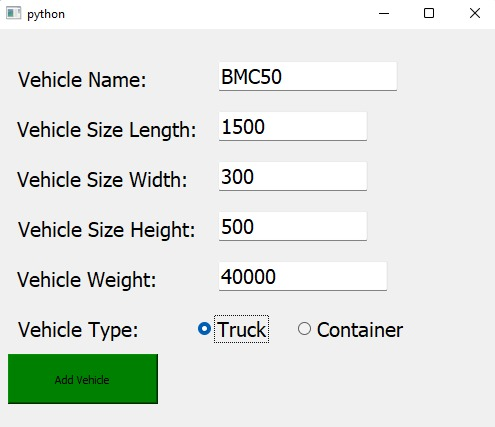 python
Vehicle Name: BMC50
Vehicle Size Length: 1500
Vehicle Size Width: 300
Vehicle Size Height: 500
Vehicle Weight: 40000
Vehicle Type: Truck Container
Add Vehicle